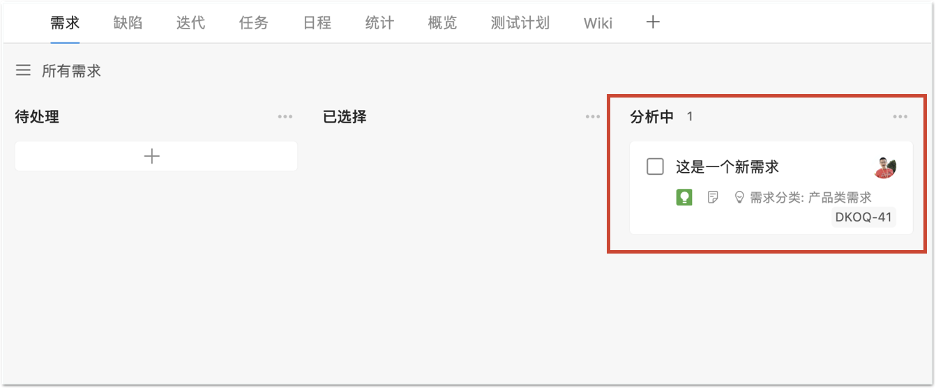 需求 缺陷 迭代 任务 日程 统计 概览 测试计划 Wiki
所有需求
待处理 已选择 分析中 1
这是一个新需求
需求分类: 产品类需求
DKOQ-41